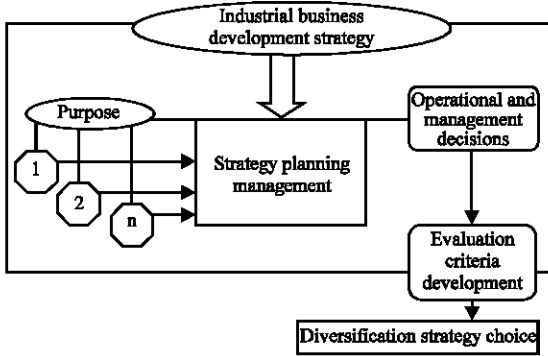 Industrial business
development strategy
Purpose
1
2
n
Strategy planning
management
Operational and
management
decisions
Evaluation
criteria
development
Diversification strategy choice